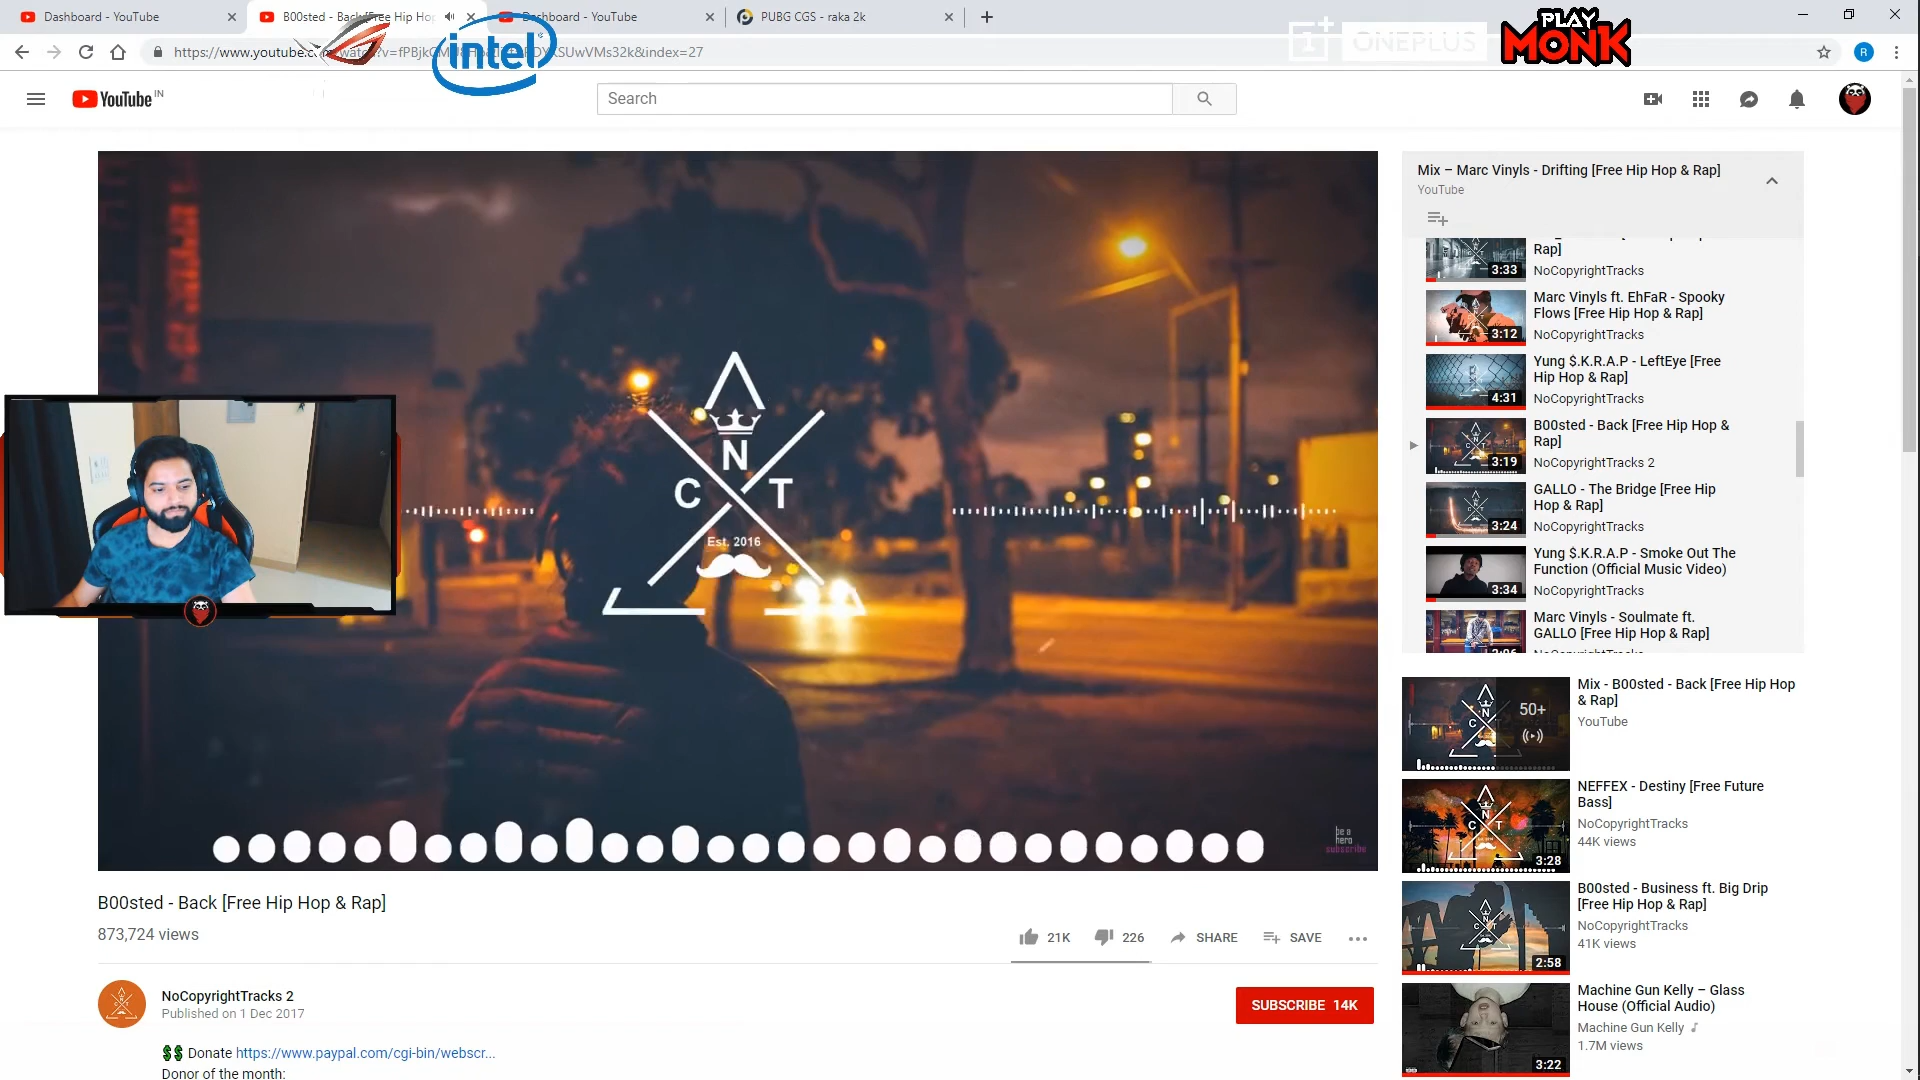 Dashboard - YouTube
B00sted - Back [Free Hip Hop
Dashboard - YouTube
PUBG CGS - raka 2k
intel
ONEPLUS
PLAY
MONK
YouTube IN
Search
N
C T
Est. 2016
be a
hero
subscribe
B00sted - Back [Free Hip Hop & Rap]
873,724 views
21K
226
SHARE
SAVE
NoCopyrightTracks 2
Published on 1 Dec 2017
SUBSCRIBE 14K
$$ Donate https://www.paypal.com/cgi-bin/webscr...
Donor of the month:
Mix – Marc Vinyls - Drifting [Free Hip Hop & Rap]
YouTube
Rap]
NoCopyrightTracks
3:33
Marc Vinyls ft. EhFaR - Spooky
Flows [Free Hip Hop & Rap]
NoCopyrightTracks
3:12
Yung $.K.R.A.P - LeftEye [Free
Hip Hop & Rap]
NoCopyrightTracks
4:31
B00sted - Back [Free Hip Hop &
Rap]
NoCopyrightTracks 2
3:19
GALLO - The Bridge [Free Hip
Hop & Rap]
NoCopyrightTracks
3:24
Yung $.K.R.A.P - Smoke Out The
Function (Official Music Video)
NoCopyrightTracks
3:34
Marc Vinyls - Soulmate ft.
GALLO [Free Hip Hop & Rap]
Mix - B00sted - Back [Free Hip Hop
& Rap]
YouTube
50+
NEFFEX - Destiny [Free Future
Bass]
NoCopyrightTracks
44K views
3:28
B00sted - Business ft. Big Drip
[Free Hip Hop & Rap]
NoCopyrightTracks
41K views
2:58
Machine Gun Kelly – Glass
House (Official Audio)
Machine Gun Kelly
1.7M views
3:22